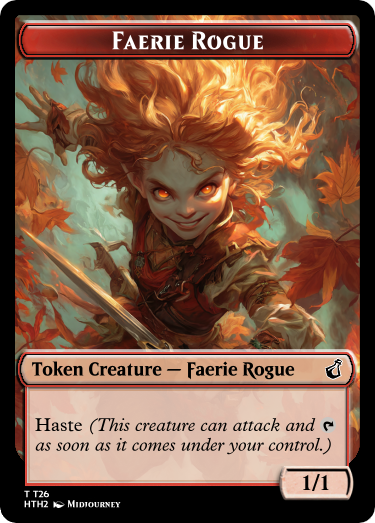 Faerie Rogue
Token Creature — Faerie Rogue
Haste (This creature can attack and
as soon as it comes under your control.)
1/1
T T26
HTH2 Midjourney